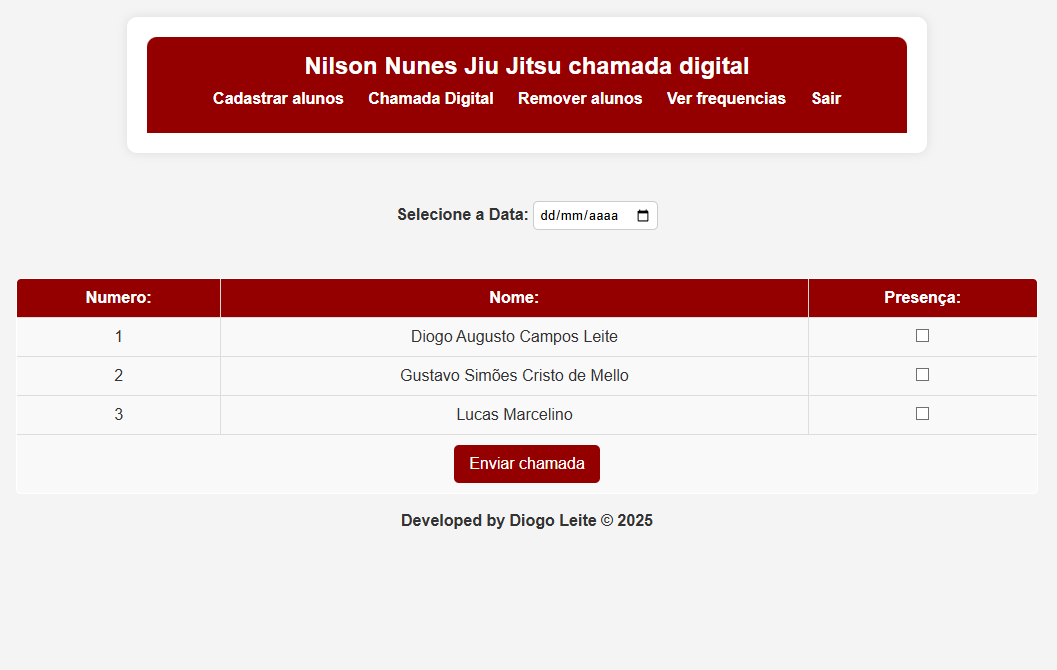 Nilson Nunes Jiu Jitsu chamada digital
Cadastrar alunos Chamada Digital Remover alunos Ver frequencias Sair
Selecione a Data: dd/mm/aaaa
Numero: Nome: Presença:
1 Diogo Augusto Campos Leite
2 Gustavo Simões Cristo de Mello
3 Lucas Marcelino
Enviar chamada
Developed by Diogo Leite © 2025